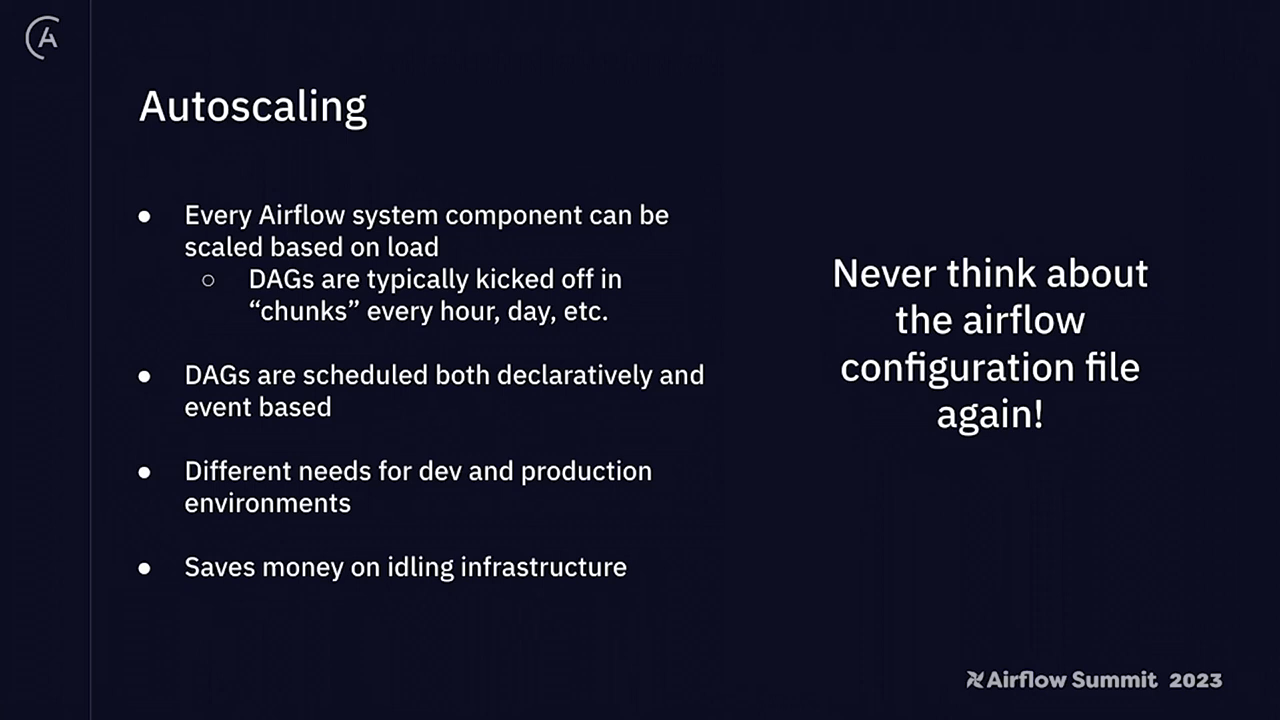 Autoscaling
● Every Airflow system component can be
scaled based on load
○ DAGs are typically kicked off in
“chunks” every hour, day, etc.
● DAGs are scheduled both declaratively and
event based
● Different needs for dev and production
environments
● Saves money on idling infrastructure
Never think about
the airflow
configuration file
again!
Airflow Summit 2023